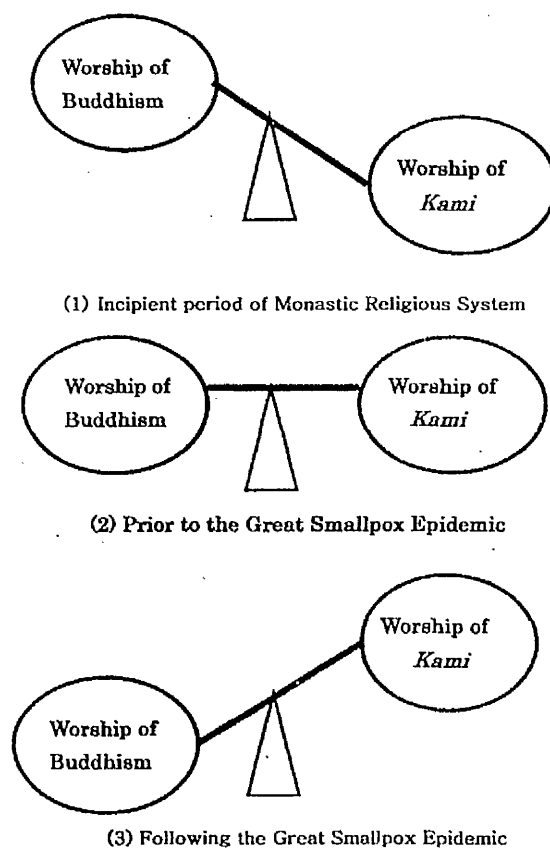 Worship of
Buddhism
Worship of
Kami
(1) Incipient period of Monastic Religious System
Worship of
Buddhism
Worship of
Kami
(2) Prior to the Great Smallpox Epidemic
Worship of
Kami
Worship of
Buddhism
(3) Following the Great Smallpox Epidemic